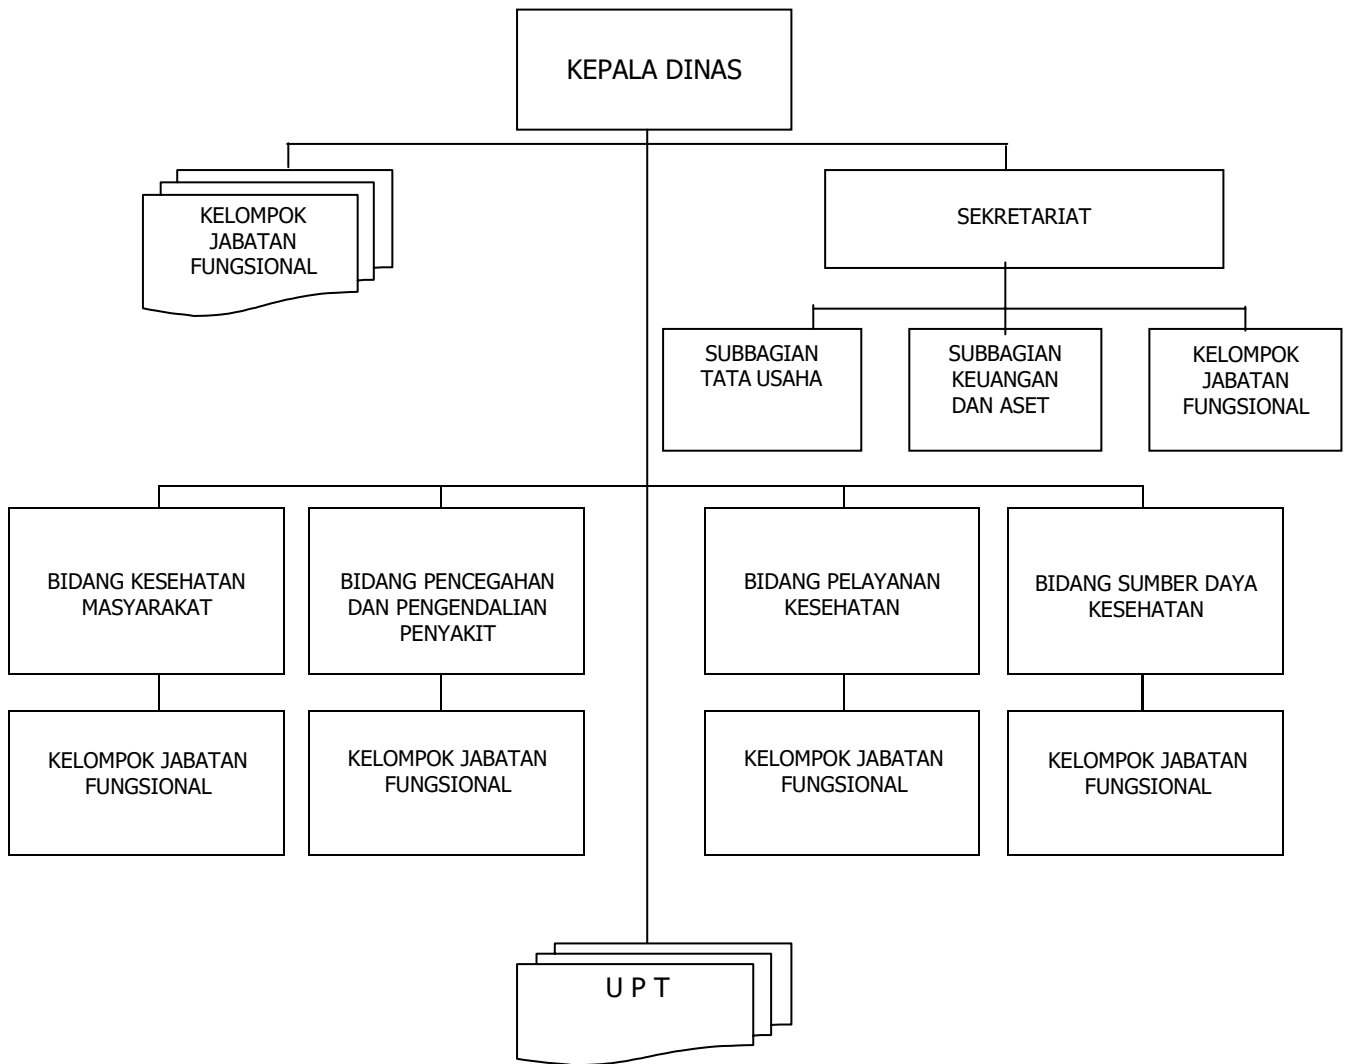 KEPALA DINAS
KELOMPOK
JABATAN
FUNGSIONAL
SEKRETARIAT
SUBBAGIAN
TATA USAHA
SUBBAGIAN
KEUANGAN
DAN ASET
KELOMPOK
JABATAN
FUNGSIONAL
BIDANG KESEHATAN
MASYARAKAT
BIDANG PENCEGAHAN
DAN PENGENDALIAN
PENYAKIT
BIDANG PELAYANAN
KESEHATAN
BIDANG SUMBER DAYA
KESEHATAN
KELOMPOK JABATAN
FUNGSIONAL
KELOMPOK JABATAN
FUNGSIONAL
KELOMPOK JABATAN
FUNGSIONAL
KELOMPOK JABATAN
FUNGSIONAL
U P T